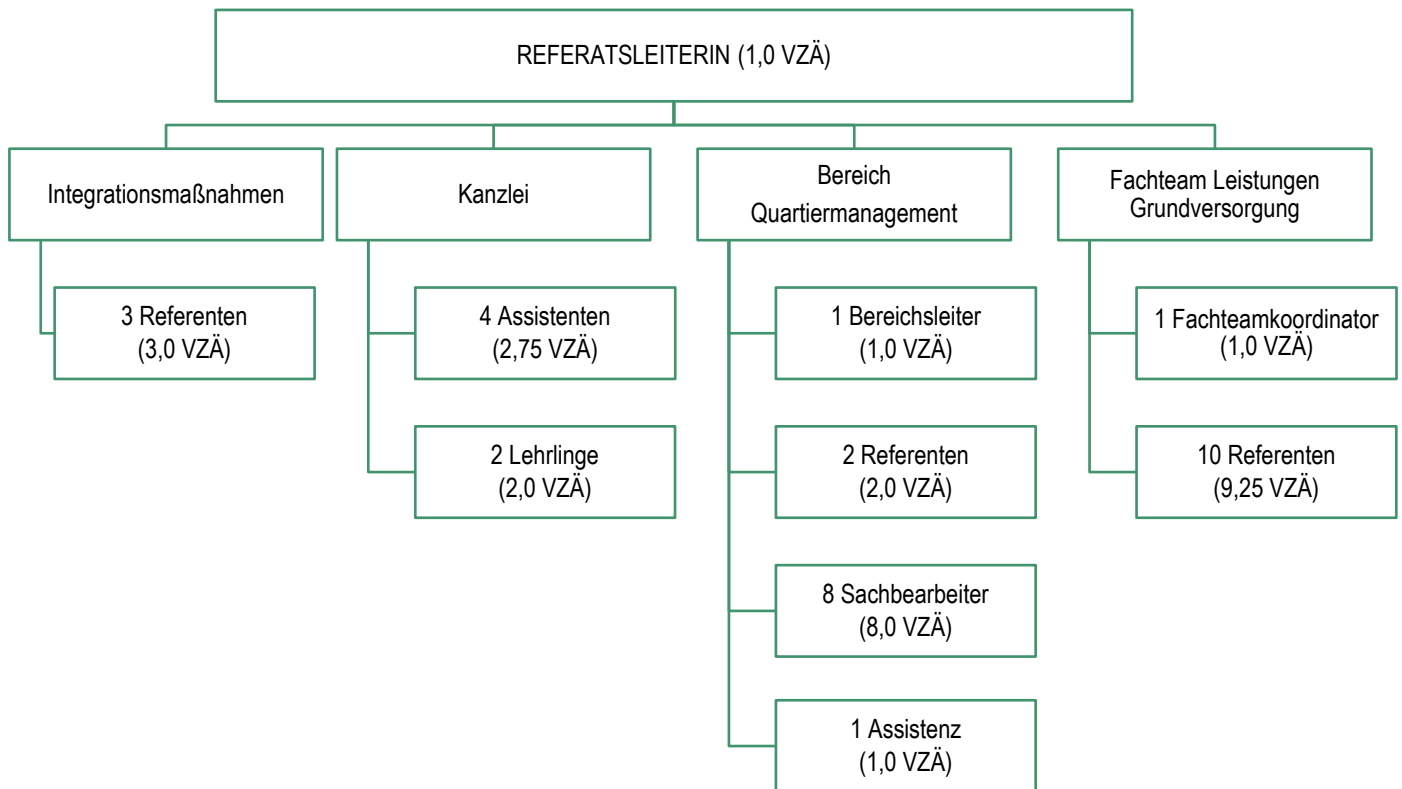 REFERATSLEITERIN (1,0 VZÄ)
Integrationsmaßnahmen
3 Referenten
(3,0 VZÄ)
Kanzlei
4 Assistenten
(2,75 VZÄ)
2 Lehrlinge
(2,0 VZÄ)
Bereich
Quartiermanagement
1 Bereichsleiter
(1,0 VZÄ)
2 Referenten
(2,0 VZÄ)
8 Sachbearbeiter
(8,0 VZÄ)
1 Assistenz
(1,0 VZÄ)
Fachteam Leistungen
Grundversorgung
1 Fachteamkoordinator
(1,0 VZÄ)
10 Referenten
(9,25 VZÄ)